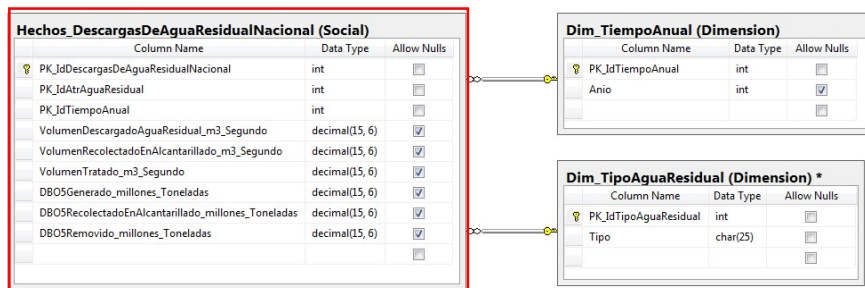 Hechos_DescargasDeAguaResidualNacional (Social)
Column Name Data Type Allow Nulls
PK_IdDescargasDeAguaResidualNacional int
PK_IdAtrAguaResidual int
PK_IdTiempoAnual int
VolumenDescargadoAguaResidual_m3_Segundo decimal(15, 6)
VolumenRecolectadoEnAlcantarillado_m3_Segundo decimal(15, 6)
VolumenTratado_m3_Segundo decimal(15, 6)
DBO5Generado_millones_Toneladas decimal(15, 6)
DBO5RecolectadoEnAlcantarillado_millones_Toneladas decimal(15, 6)
DBO5Removido_millones_Toneladas decimal(15, 6)
Dim_TiempoAnual (Dimension)
Column Name Data Type Allow Nulls
PK_IdTiempoAnual int
Anio int
Dim_TipoAguaResidual (Dimension) *
Column Name Data Type Allow Nulls
PK_IdTipoAguaResidual int
Tipo char(25)